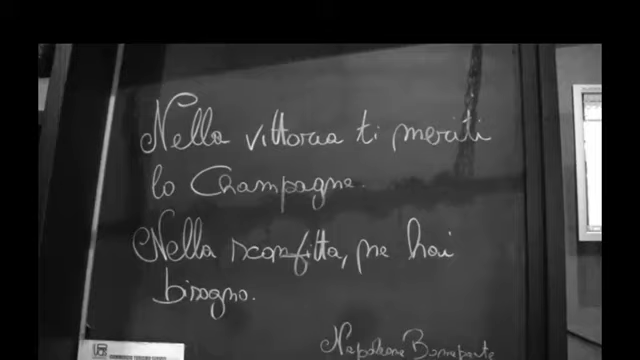 Nella vittoria ti meriti
lo Champagne.
Nella sconfitta, ne hai
bisogno.
Napoleone Bonaparte